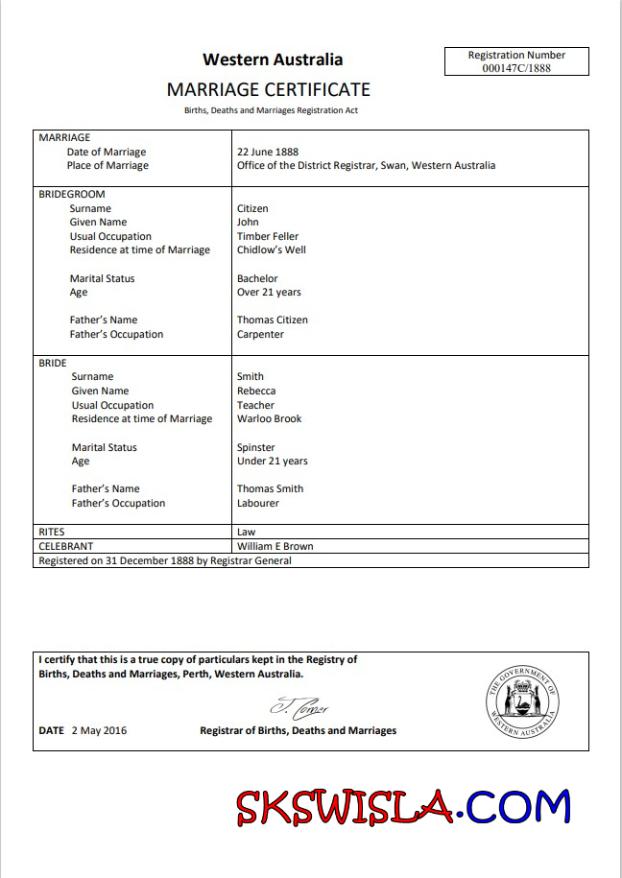 Western Australia
MARRIAGE CERTIFICATE
Births, Deaths and Marriages Registration Act
Registration Number
000147C/1888
MARRIAGE
Date of Marriage 22 June 1888
Place of Marriage Office of the District Registrar, Swan, Western Australia
BRIDEGROOM
Surname Citizen
Given Name John
Usual Occupation Timber Feller
Residence at time of Marriage Chidlow's Well
Marital Status Bachelor
Age Over 21 years
Father's Name Thomas Citizen
Father's Occupation Carpenter
BRIDE
Surname Smith
Given Name Rebecca
Usual Occupation Teacher
Residence at time of Marriage Warloo Brook
Marital Status Spinster
Age Under 21 years
Father's Name Thomas Smith
Father's Occupation Labourer
RITES Law
CELEBRANT William E Brown
Registered on 31 December 1888 by Registrar General
I certify that this is a true copy of particulars kept in the Registry of
Births, Deaths and Marriages, Perth, Western Australia.
DATE 2 May 2016 Registrar of Births, Deaths and Marriages
THE GOVERNMENT OF
WESTERN AUSTRALIA
SKSWISLA.COM